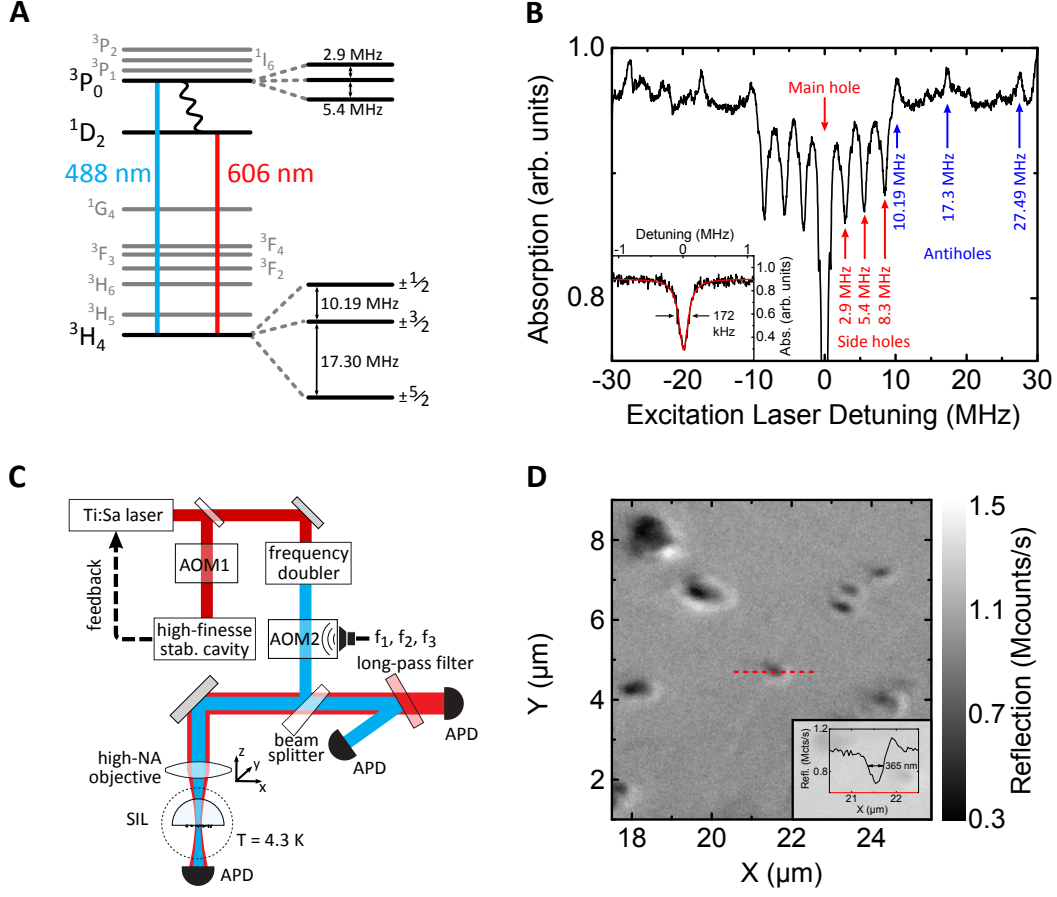 A
³P₂
³P₁
¹I₆
³P₀
2.9 MHz
5.4 MHz
¹D₂
488 nm
606 nm
¹G₄
³F₄
³F₃
³F₂
³H₆
³H₅
³H₄
±½
10.19 MHz
±3⁄2
17.30 MHz
±5⁄2
B
Absorption (arb. units)
1.0
0.8
Main hole
10.19 MHz
17.3 MHz
27.49 MHz
Antiholes
2.9 MHz
5.4 MHz
8.3 MHz
Side holes
Detuning (MHz)
-1 0 1
1.0
0.8
0.6
0.4
Abs. (arb. units)
172
kHz
-30 -20 -10 0 10 20 30
Excitation Laser Detuning (MHz)
C
Ti:Sa laser
feedback
AOM1
frequency
doubler
high-finesse
stab. cavity
AOM2
f₁, f₂, f₃
long-pass filter
beam
splitter
APD
APD
high-NA
objective
z
y
x
SIL
T = 4.3 K
APD
D
Y (µm)
8
6
4
2
18 20 22 24
X (µm)
1.5
1.1
0.7
0.3
Reflection (Mcounts/s)
Refl. (Mcts/s)
1.2
0.8
365 nm
21 22
X (µm)